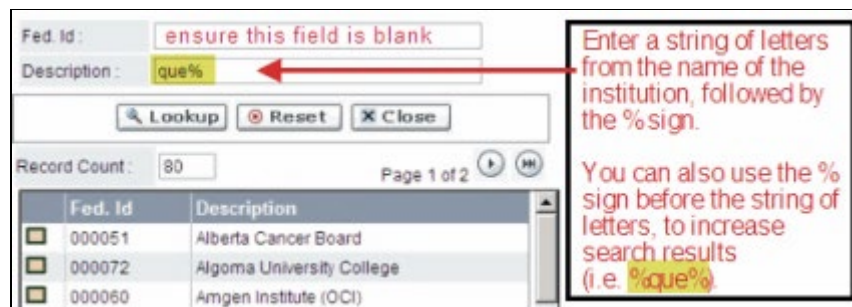 Fed. Id : ensure this field is blank
Description : que%
Lookup Reset Close
Record Count : 80 Page 1 of 2
Fed. Id Description
000051 Alberta Cancer Board
000072 Algoma University College
000060 Amgen Institute (OCI)
Enter a string of letters
from the name of the
institution, followed by
the % sign.
You can also use the %
sign before the string of
letters, to increase
search results
(i.e. %que%).